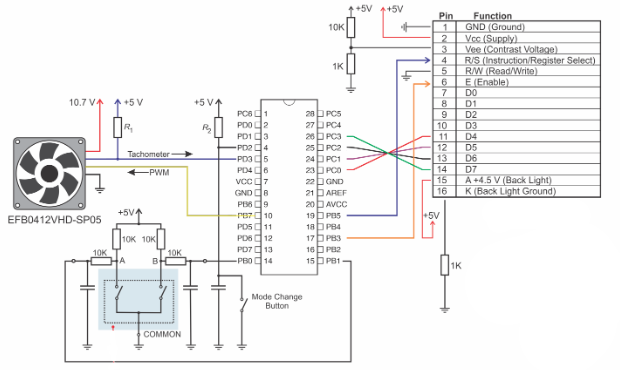 +5V
+5V
10K
1K
Pin Function
1 GND (Ground)
2 Vcc (Supply)
3 Vee (Contrast Voltage)
4 R/S (Instruction/Register Select)
5 R/W (Read/Write)
6 E (Enable)
7 D0
8 D1
9 D2
10 D3
11 D4
12 D5
13 D6
14 D7
15 A +4.5 V (Back Light)
16 K (Back Light Ground)
+5V
1K
10.7 V
+5 V
+5 V
R1
R2
Tachometer
PWM
EFB0412VHD-SP05
PC6 1 28 PC5
PD0 2 27 PC4
PD1 3 26 PC3
PD2 4 25 PC2
PD3 5 24 PC1
PD4 6 23 PC0
VCC 7 22 GND
GND 8 21 AREF
PB6 9 20 AVCC
PB7 10 19 PB5
PD5 11 18 PB4
PD6 12 17 PB3
PD7 13 16 PB2
PB0 14 15 PB1
+5V
10K 10K
10K A B 10K
COMMON
Mode Change
Button